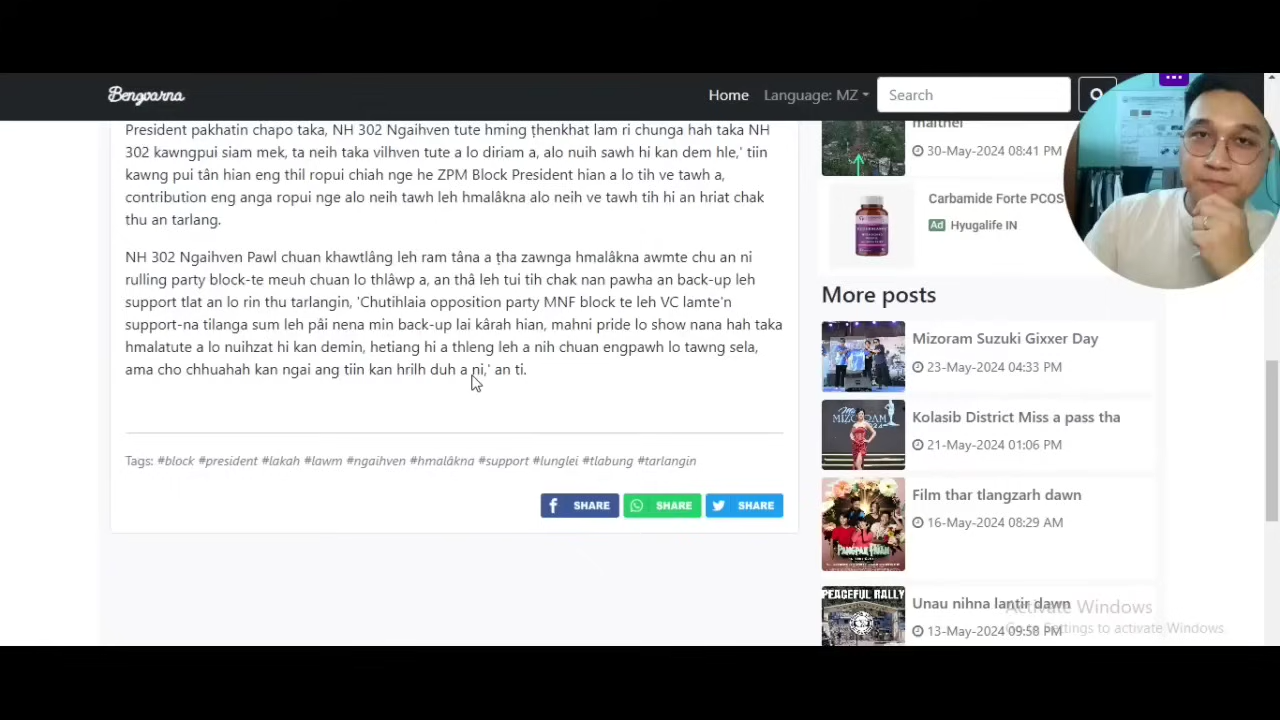 Bengvarna
Home
Language: MZ
Search
President pakhatin chapo taka, NH 302 Ngaihven tute hming ṭhenkhat lam ri chunga hah taka NH
302 kawngpui siam mek, ta neih taka vilhven tute a lo diriam a, alo nuih sawh hi kan dem hle,' tiin
kawng pui tân hian eng thil ropui chiah nge he ZPM Block President hian a lo tih ve tawh a,
contribution eng anga ropui nge alo neih tawh leh hmalâkna alo neih ve tawh tih hi an hriat chak
thu an tarlang.
NH 302 Ngaihven Pawl chuan khawtlâng leh ram tâna a ṭha zawnga hmalâkna awmte chu an ni
rulling party block-te meuh chuan lo thlâwp a, an thâ leh tui tih chak nan pawha an back-up leh
support tlat an lo rin thu tarlangin, 'Chutihlaia opposition party MNF block te leh VC lamte'n
support-na tilanga sum leh pâi nena min back-up lai kârah hian, mahni pride lo show nana hah taka
hmalatute a lo nuihzat hi kan demin, hetiang hi a thleng leh a nih chuan engpawh lo tawng sela,
ama cho chhuahah kan ngai ang tiin kan hrilh duh a ni,' an ti.
Tags: #block #president #lakah #lawm #ngaihven #hmalâkna #support #lunglei #tlabung #tarlangin
SHARE
SHARE
SHARE
30-May-2024 08:41 PM
Carbamide Forte PCOS
Ad Hyugalife IN
More posts
Mizoram Suzuki Gixxer Day
23-May-2024 04:33 PM
Kolasib District Miss a pass tha
21-May-2024 01:06 PM
Film thar tlangzarh dawn
16-May-2024 08:29 AM
PEACEFUL RALLY
Unau nihna lantir dawn
13-May-2024 09:58 PM
Activate Windows
Go to Settings to activate Windows.